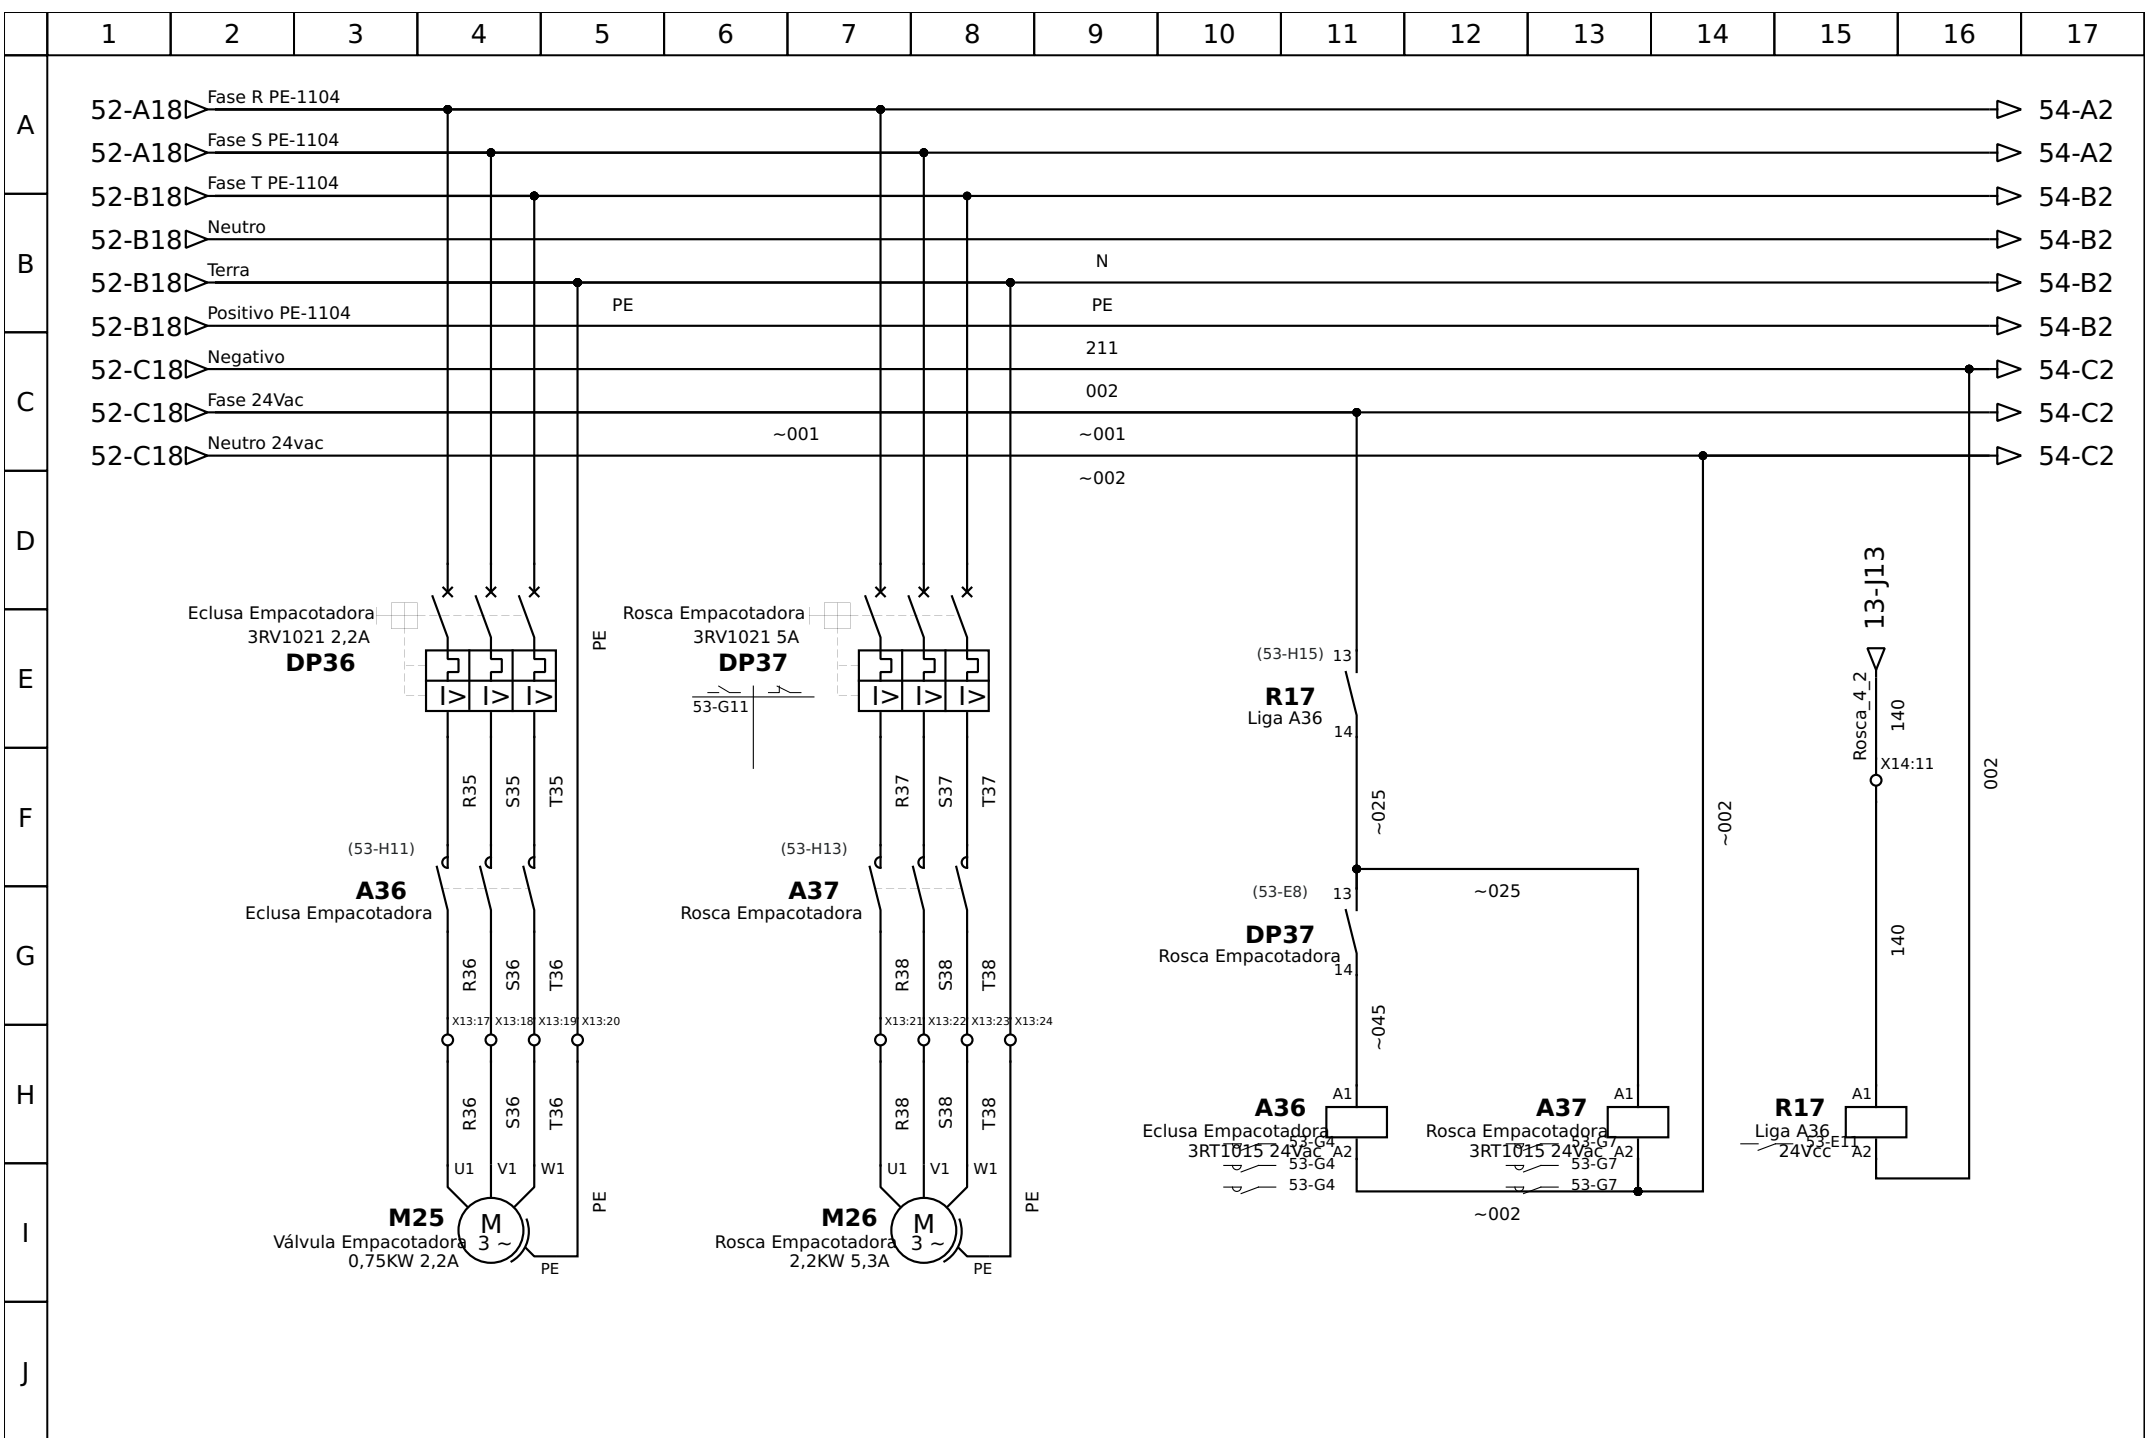 1 2 3 4 5 6 7 8 9 10 11 12 13 14 15 16 17
A
B
C
D
E
F
G
H
I
J
52-A18 Fase R PE-1104 54-A2
52-A18 Fase S PE-1104 54-A2
52-B18 Fase T PE-1104 54-B2
52-B18 Neutro 54-B2
N
52-B18 Terra 54-B2
PE PE
52-B18 Positivo PE-1104 54-B2
211
52-C18 Negativo 54-C2
002
52-C18 Fase 24Vac 54-C2
~001 ~001
52-C18 Neutro 24vac 54-C2
~002
Eclusa Empacotadora
3RV1021 2,2A
DP36
I> I> I>
PE
R35 S35 T35
(53-H11)
A36
Eclusa Empacotadora
R36 S36 T36
X13:17 X13:18 X13:19 X13:20
R36 S36 T36
U1 V1 W1
PE
M25
Válvula Empacotadora
0,75KW 2,2A
M
3 ~
PE
Rosca Empacotadora
3RV1021 5A
DP37
53-G11
I> I> I>
R37 S37 T37
(53-H13)
A37
Rosca Empacotadora
R38 S38 T38
X13:21 X13:22 X13:23 X13:24
R38 S38 T38
U1 V1 W1
PE
M26
Rosca Empacotadora
2,2KW 5,3A
M
3 ~
PE
(53-H15) 13
R17
Liga A36
14
~025
(53-E8) 13
~025
DP37
Rosca Empacotadora
14
~045
~002
A1
A36
Eclusa Empacotadora
53-G4
3RT1015 24Vac A2
53-G4
53-G4
A1
A37
Rosca Empacotadora
53-G7
3RT1015 24Vac A2
53-G7
53-G7
~002
13-J13
Rosca_4_2
140
X14:11
002
140
A1
R17
Liga A36
53-E11
24Vcc A2